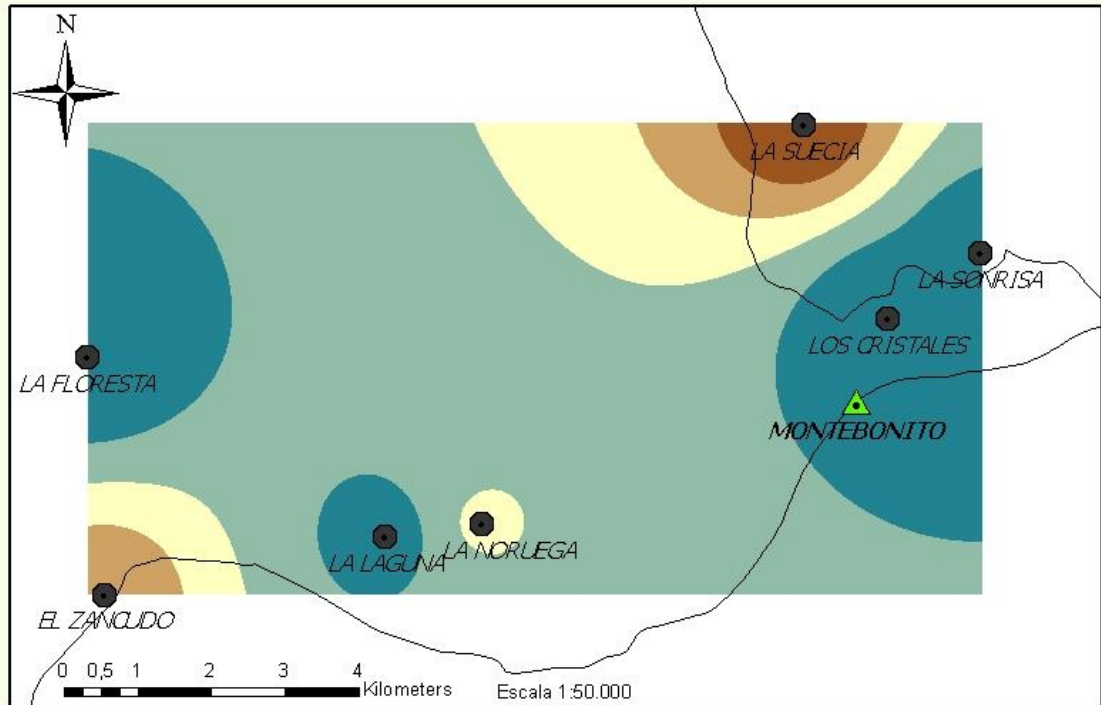 N
LA SUECIA
LA SONRISA
LOS CRISTALES
LA FLORESTA
MONTEBONITO
LA NORUEGA
LA LAGUNA
EL ZANCUDO
0 0,5 1 2 3 4
Kilometers
Escala 1:50.000